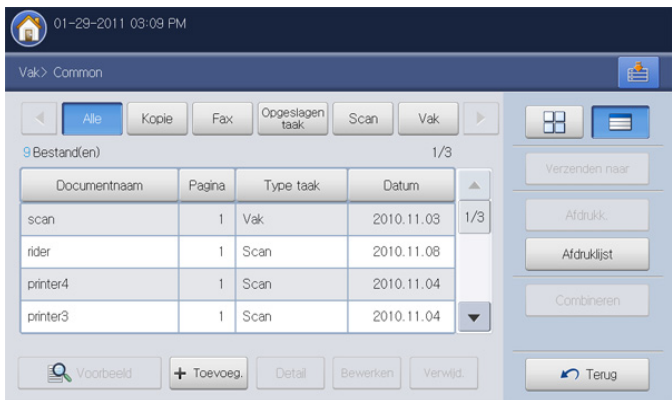 01-29-2011 03:09 PM
Vak> Common
Alle Kopie Fax Opgeslagen taak Scan Vak
9 Bestand(en) 1/3
Documentnaam Pagina Type taak Datum
scan 1 Vak 2010.11.03 1/3
rider 1 Scan 2010.11.08
printer4 1 Scan 2010.11.04
printer3 1 Scan 2010.11.04
Voorbeeld Toevoeg. Detail Bewerken Verwijd.
Verzenden naar
Afdrukk.
Afdruklijst
Combineren
Terug